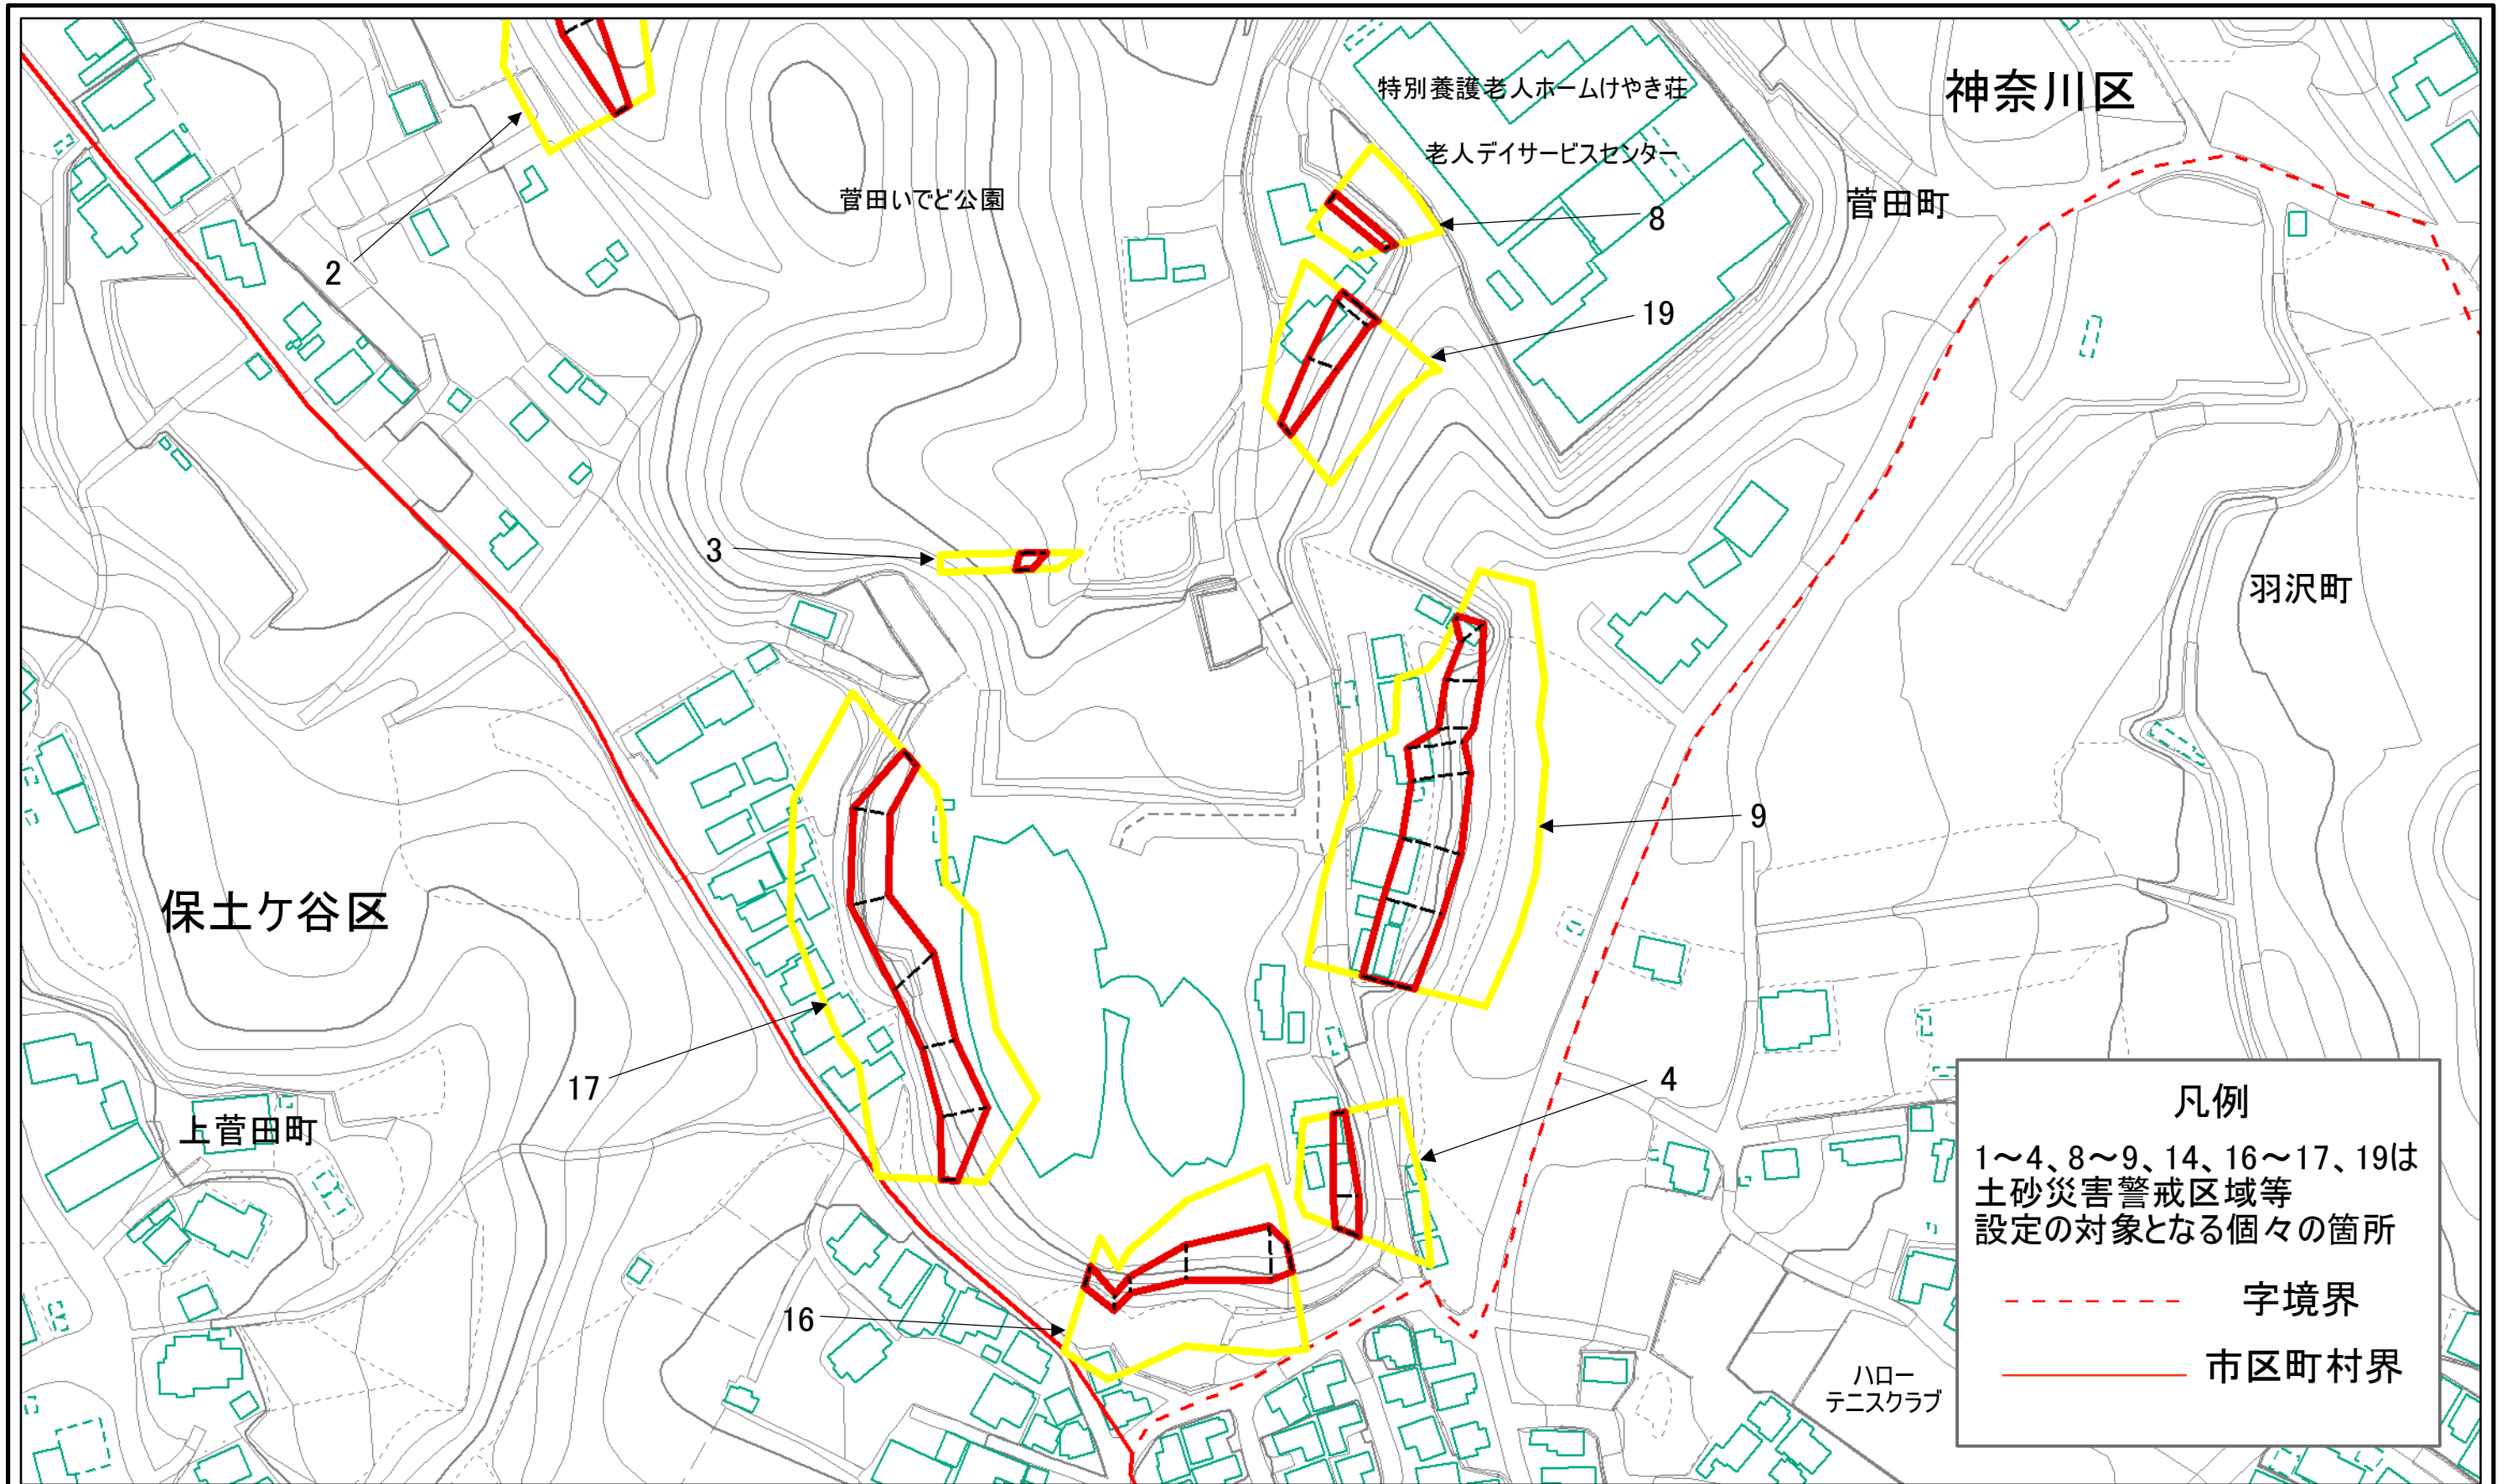 特別養護老人ホームけやき荘
神奈川区
老人デイサービスセンター
菅田いでど公園
菅田町
8
2
19
3
羽沢町
9
保土ケ谷区
17
4
上菅田町
16
凡例
1～4、8～9、14、16～17、19は
土砂災害警戒区域等
設定の対象となる個々の箇所
字境界
市区町村界
ハロー
テニスクラブ